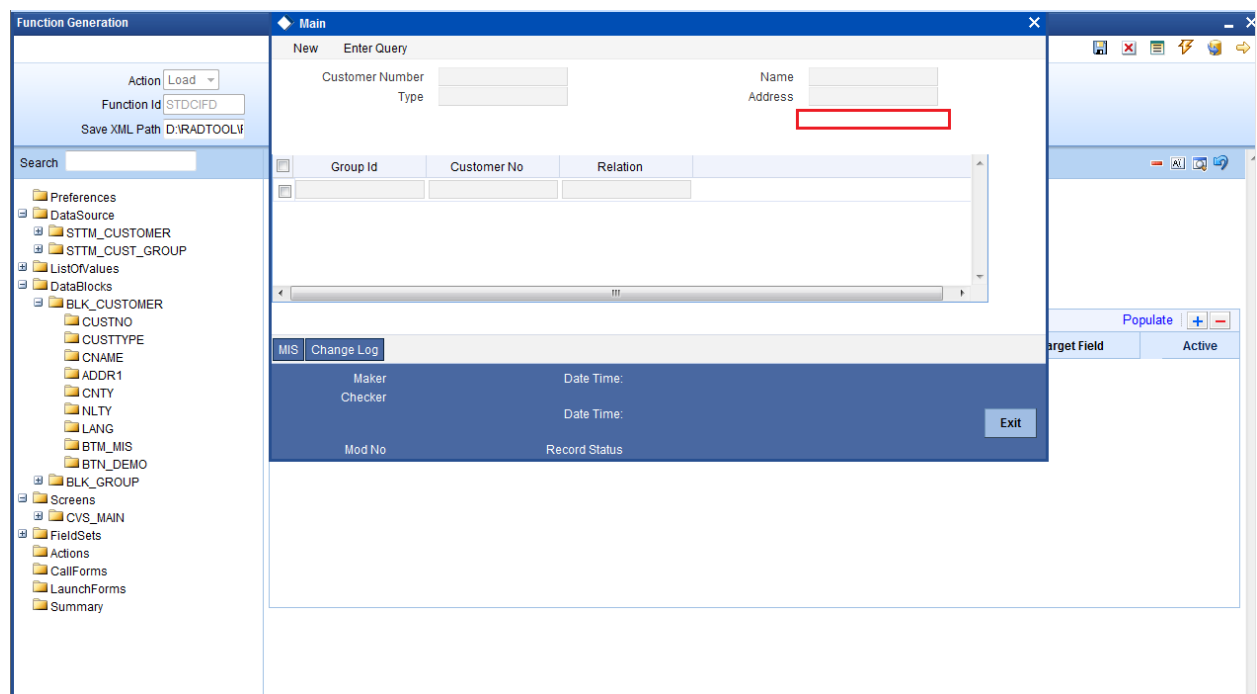 Function Generation
Main
New Enter Query
Action Load
Function Id STDCIFD
Save XML Path D:\RADTOOL\
Customer Number
Name
Type
Address
Search
Group Id Customer No Relation
Preferences
DataSource
STTM_CUSTOMER
STTM_CUST_GROUP
ListOfValues
DataBlocks
BLK_CUSTOMER
CUSTNO
CUSTTYPE
CNAME
ADDR1
CNTY
NLTY
LANG
BTM_MIS
BTN_DEMO
BLK_GROUP
Screens
CVS_MAIN
FieldSets
Actions
CallForms
LaunchForms
Summary
Populate
arget Field Active
MIS Change Log
Maker Date Time:
Checker
Date Time:
Exit
Mod No Record Status